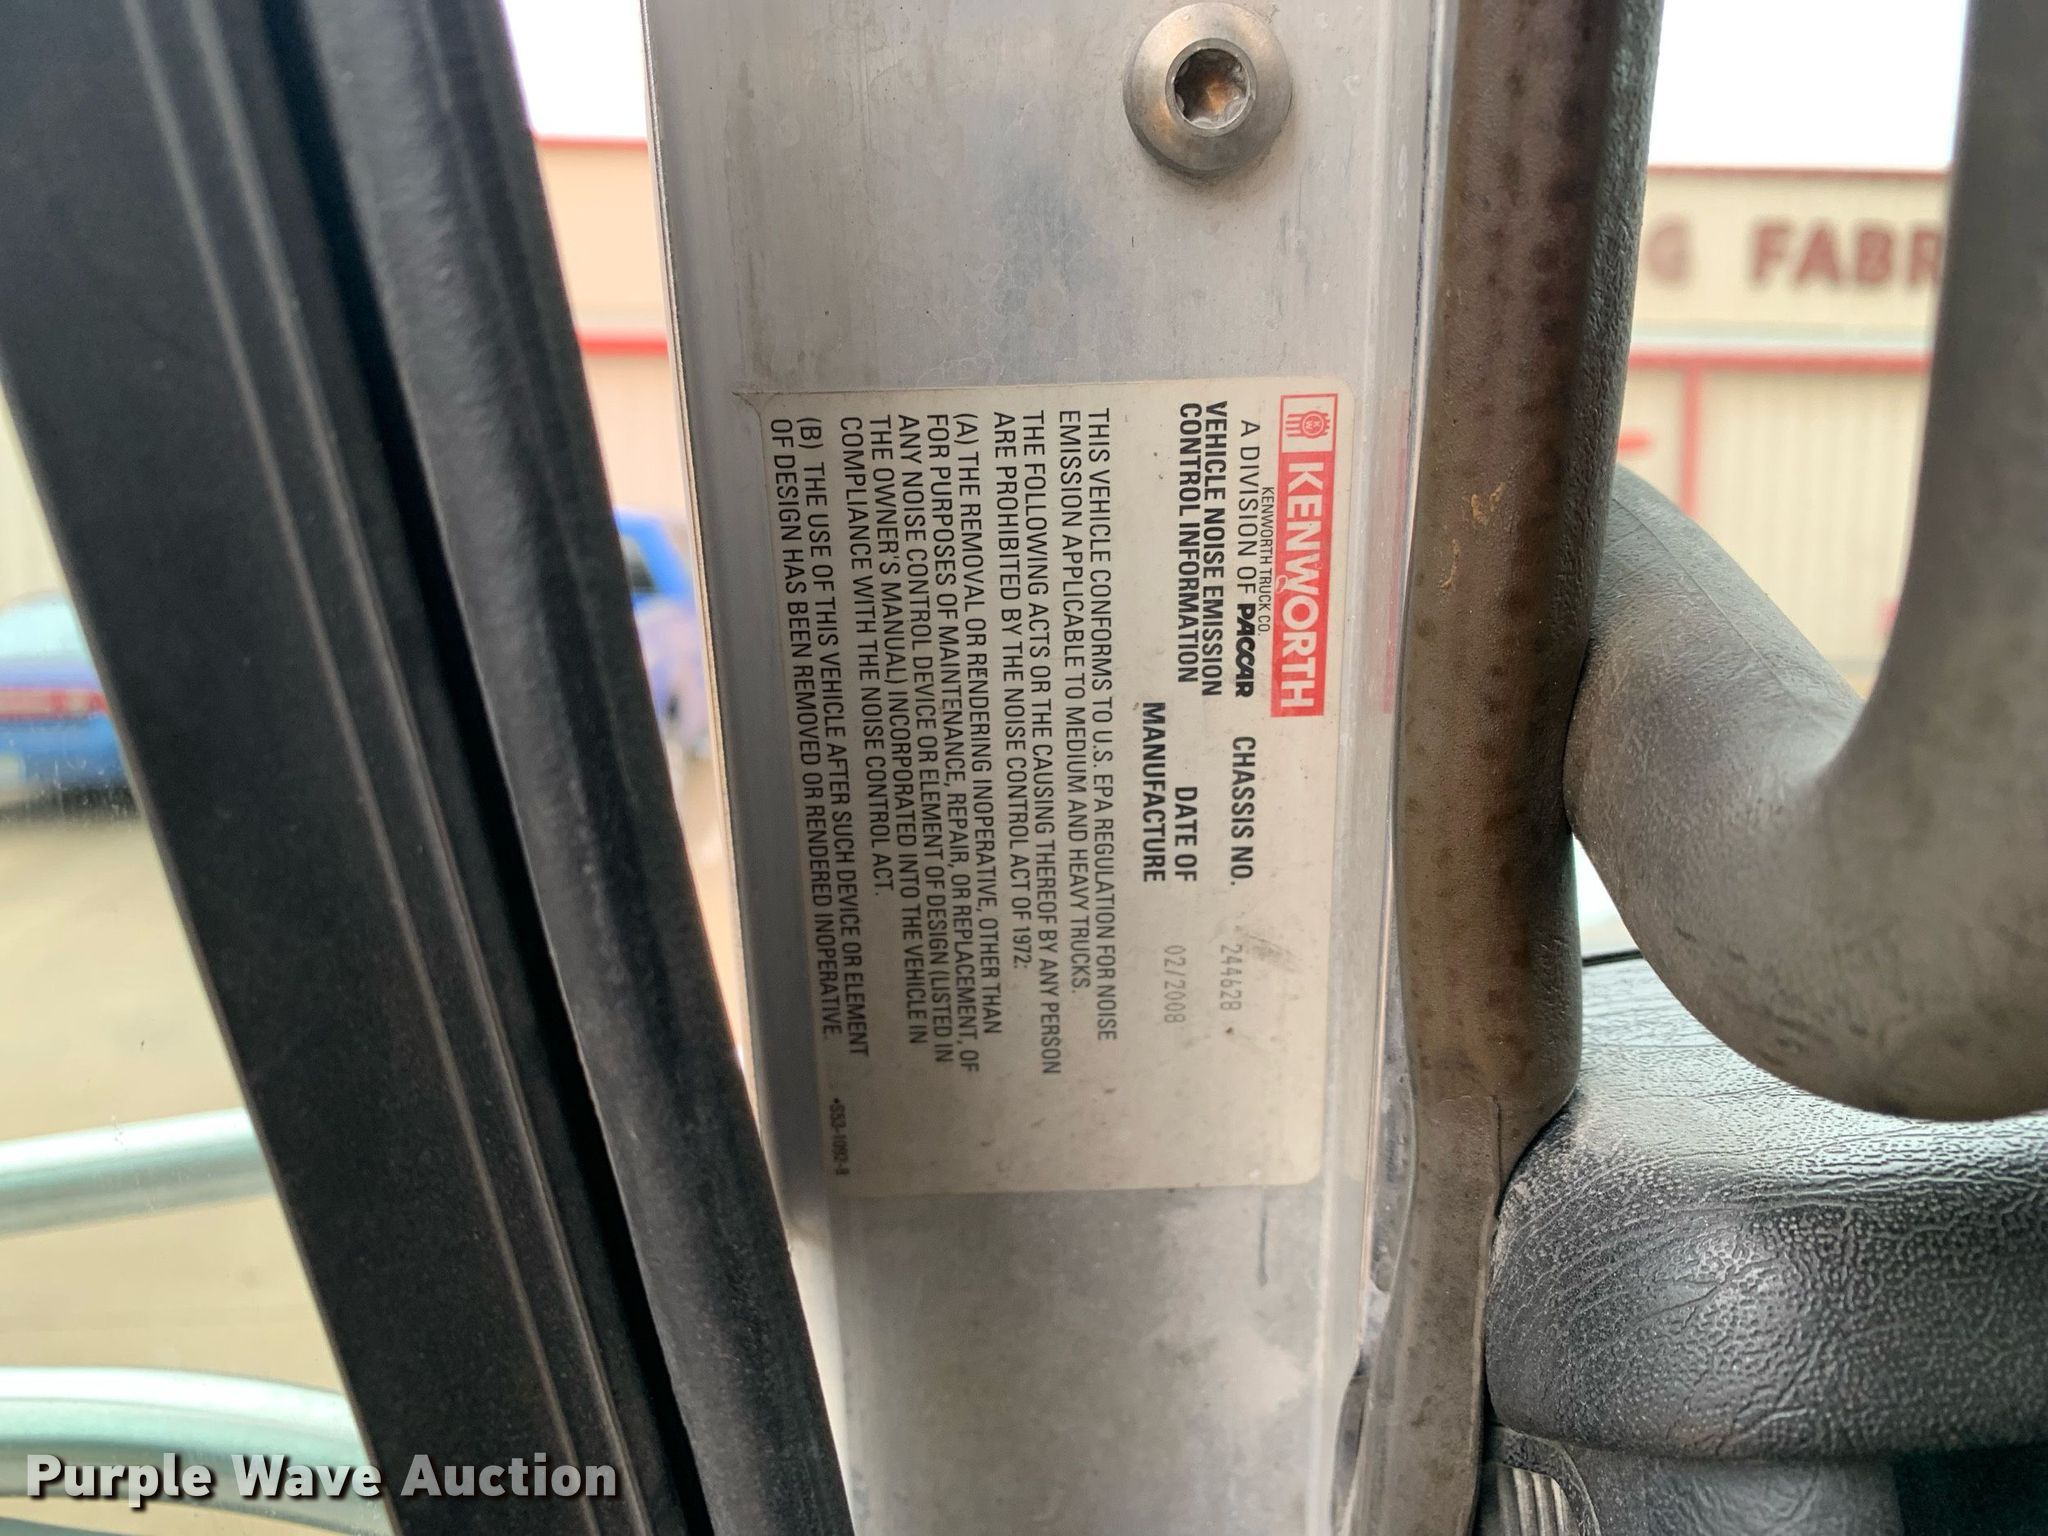 KENWORTH
KENWORTH TRUCK CO.
A DIVISION OF PACCAR
CHASSIS NO. 244628
VEHICLE NOISE EMISSION
CONTROL INFORMATION
DATE OF
MANUFACTURE
02/2008
THIS VEHICLE CONFORMS TO U.S. EPA REGULATION FOR NOISE
EMISSION APPLICABLE TO MEDIUM AND HEAVY TRUCKS.
THE FOLLOWING ACTS OR THE CAUSING THEREOF BY ANY PERSON
ARE PROHIBITED BY THE NOISE CONTROL ACT OF 1972:
(A) THE REMOVAL OR RENDERING INOPERATIVE, OTHER THAN
FOR PURPOSES OF MAINTENANCE, REPAIR, OR REPLACEMENT, OF
ANY NOISE CONTROL DEVICE OR ELEMENT OF DESIGN (LISTED IN
THE OWNER'S MANUAL) INCORPORATED INTO THE VEHICLE IN
COMPLIANCE WITH THE NOISE CONTROL ACT.
(B) THE USE OF THIS VEHICLE AFTER SUCH DEVICE OR ELEMENT
OF DESIGN HAS BEEN REMOVED OR RENDERED INOPERATIVE.
G FABR
Purple Wave Auction